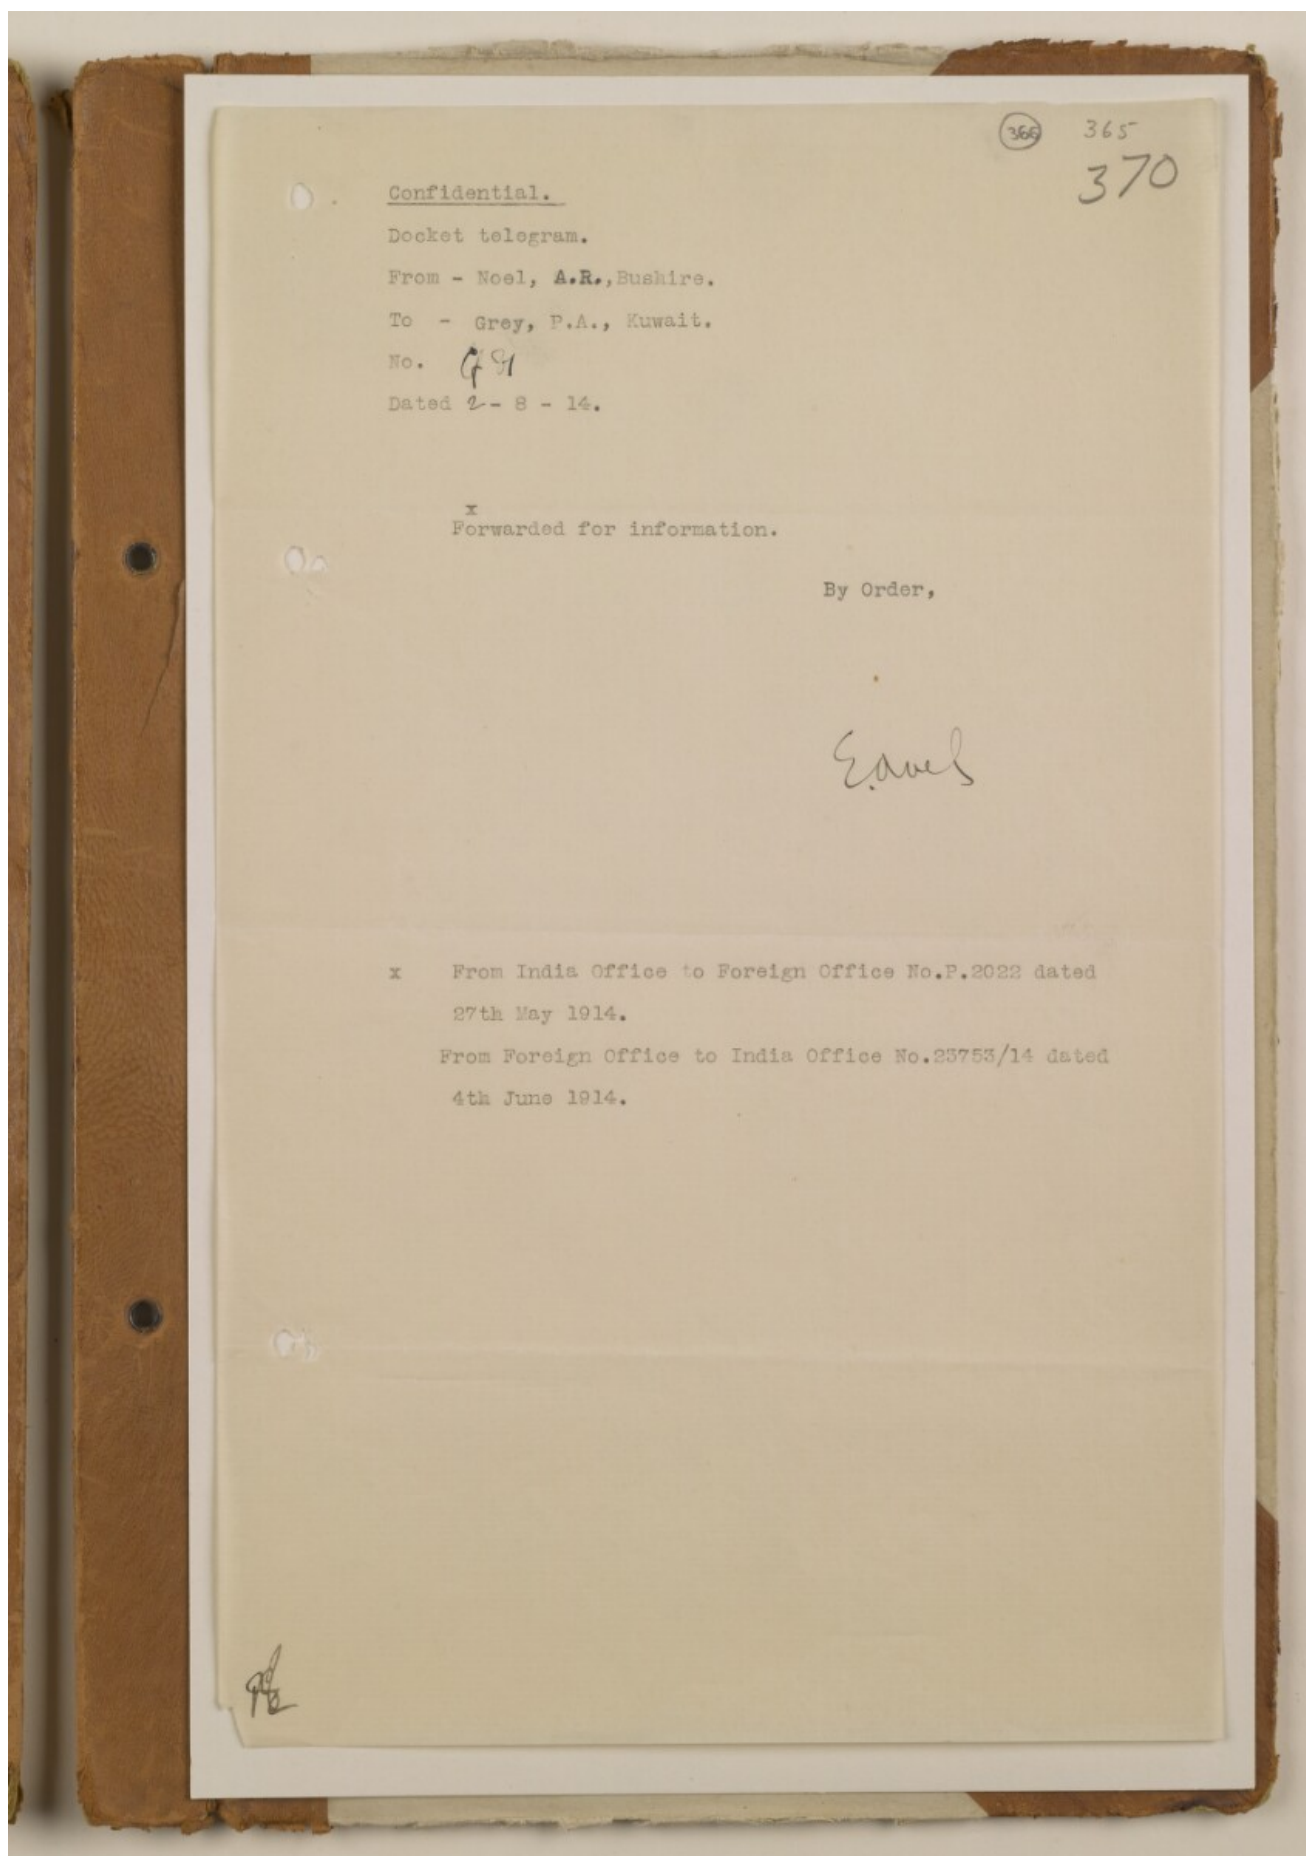 366 365
370
Confidential.
Docket telegram.
From - Noel, A.R., Bushire.
To - Grey, P.A., Kuwait.
No.
Dated 2 - 8 - 14.
x
Forwarded for information.
By Order,
x From India Office to Foreign Office No.P.2022 dated
27th May 1914.
From Foreign Office to India Office No.23753/14 dated
4th June 1914.